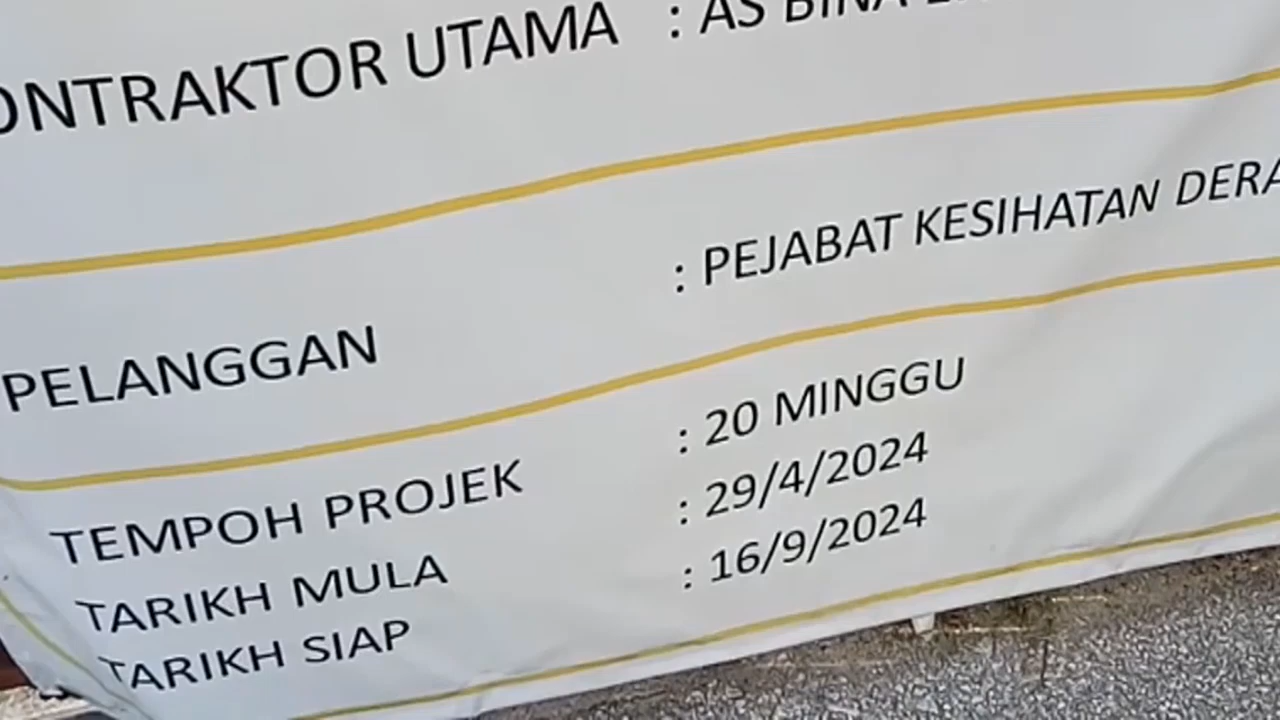 ONTRAKTOR UTAMA : AS BINA
PELANGGAN : PEJABAT KESIHATAN DERA
TEMPOH PROJEK : 20 MINGGU
TARIKH MULA : 29/4/2024
TARIKH SIAP : 16/9/2024